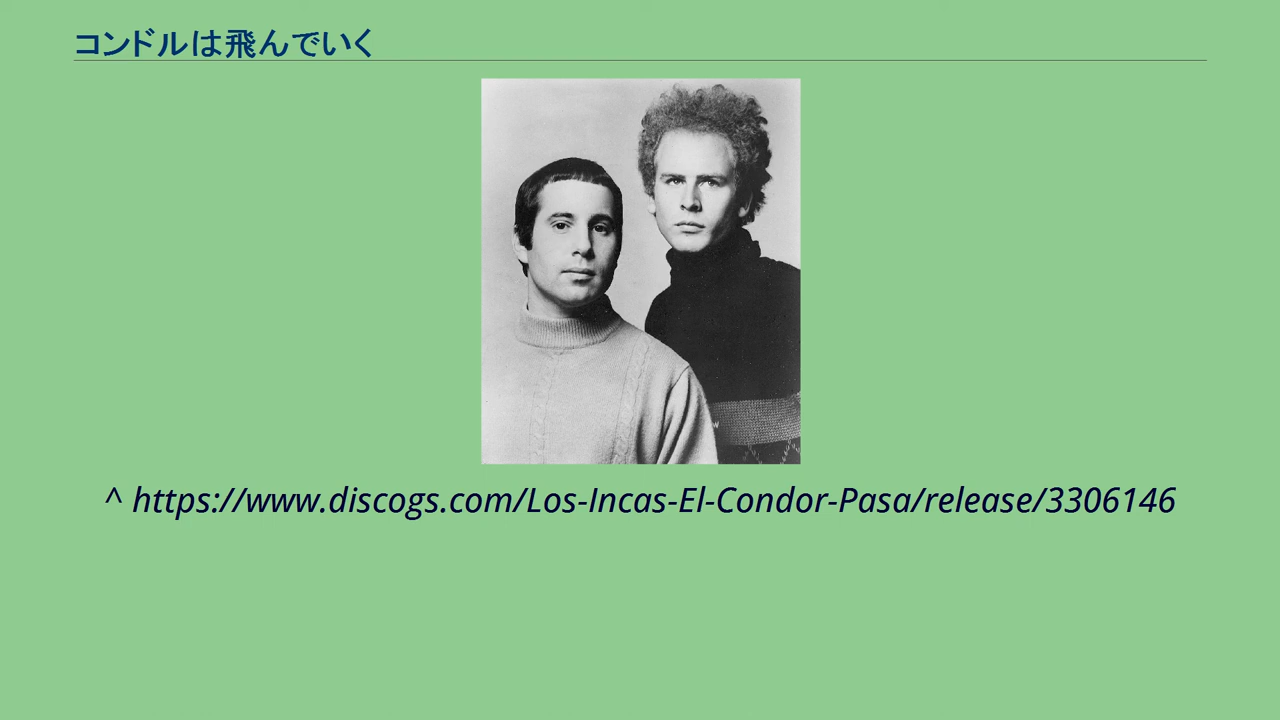 コンドルは飛んでいく
^ https://www.discogs.com/Los-Incas-El-Condor-Pasa/release/3306146